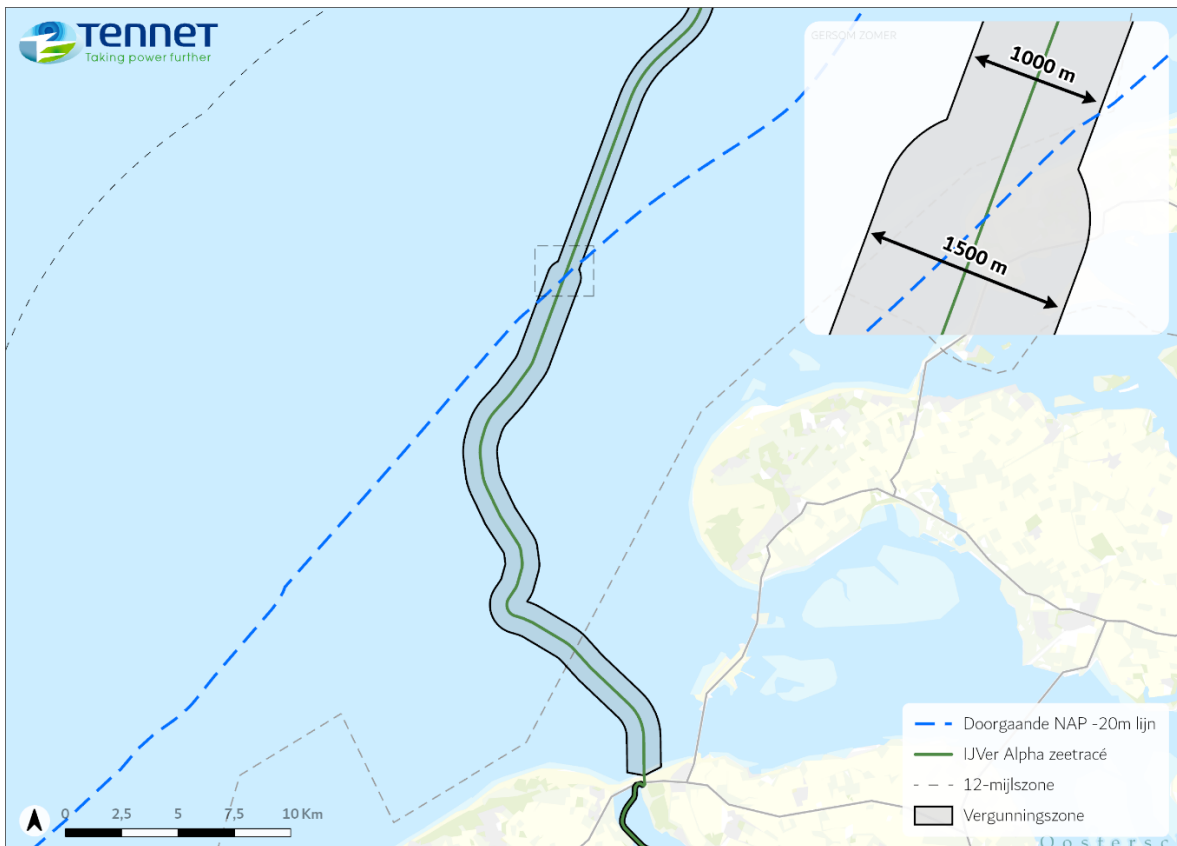 TENNET
Taking power further
GERSOM ZOMER
1000 m
1500 m
Doorgaande NAP -20m lijn
IJVer Alpha zeetracé
12-mijlszone
Vergunningszone
0 2,5 5 7,5 10 Km